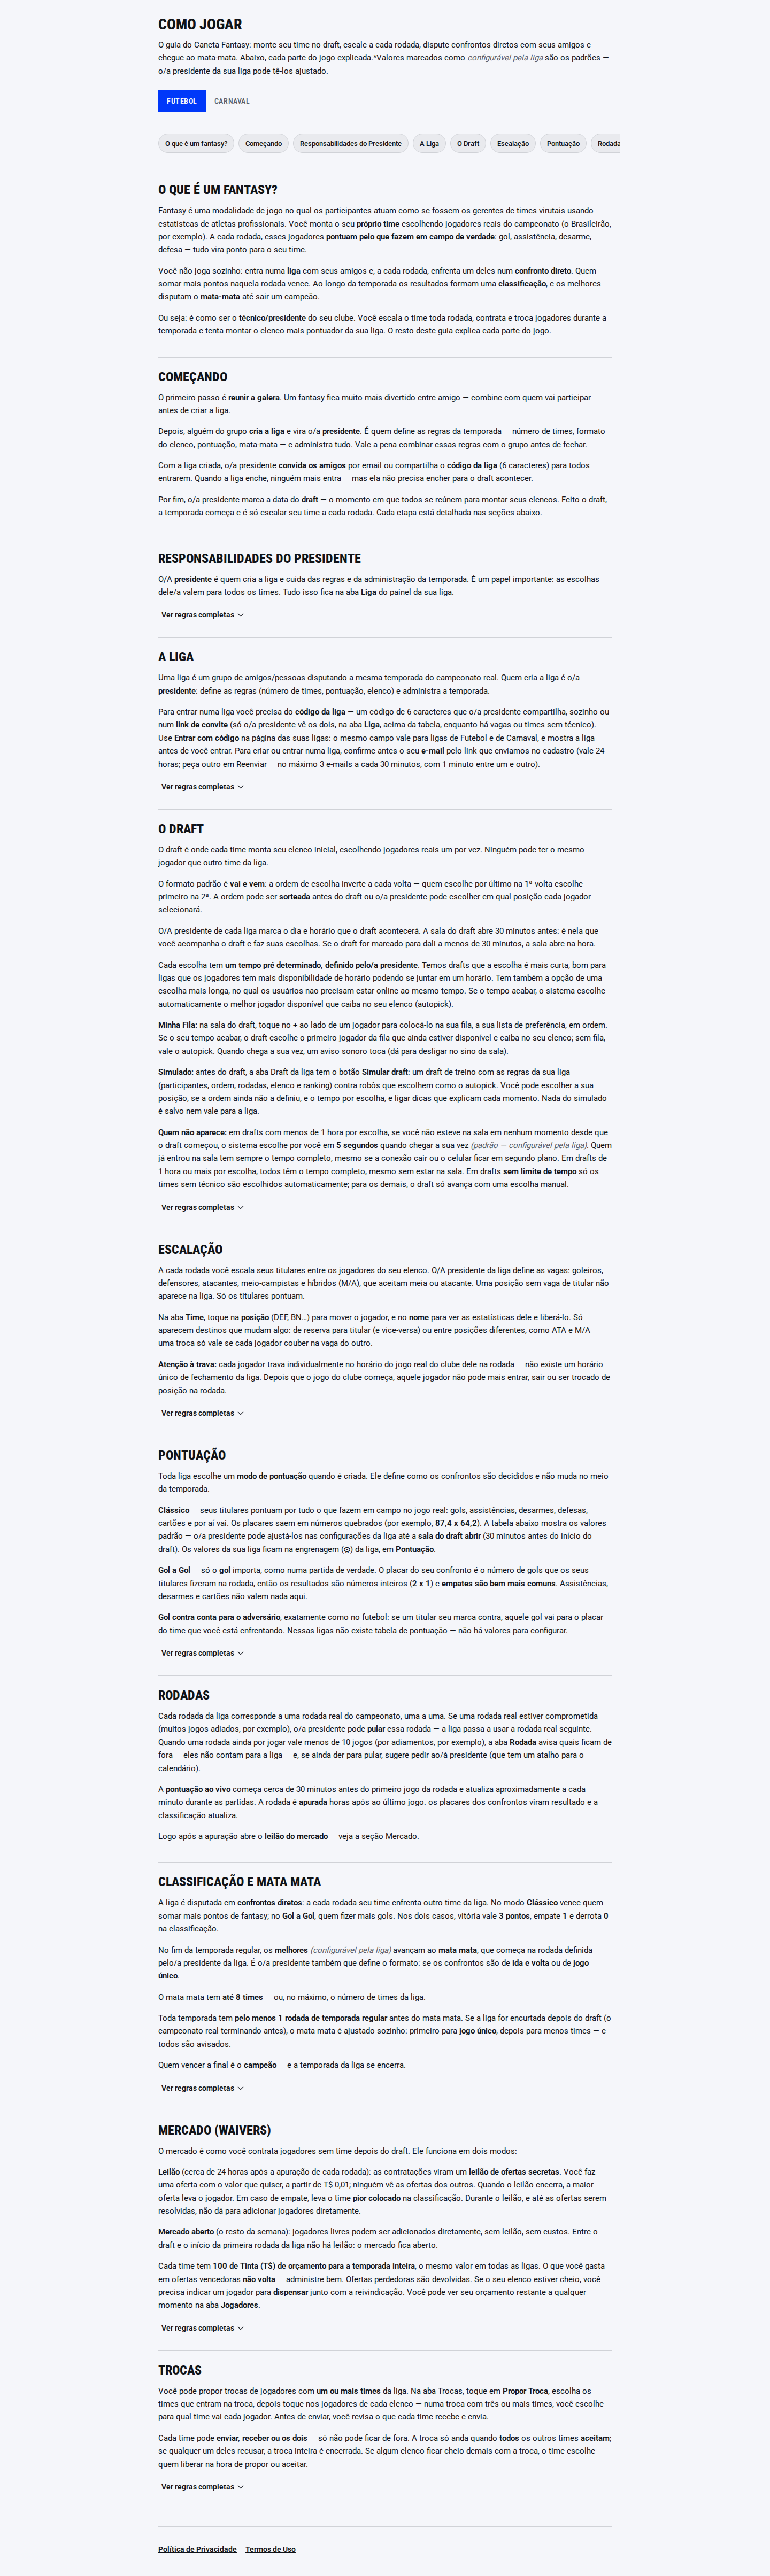 COMO JOGAR
O guia do Caneta Fantasy: monte seu time no draft, escale a cada rodada, dispute confrontos diretos com seus amigos e
chegue ao mata-mata. Abaixo, cada parte do jogo explicada.*Valores marcados como configurável pela liga são os padrões —
o/a presidente da sua liga pode tê-los ajustado.
FUTEBOL CARNAVAL
O que é um fantasy? Começando Responsabilidades do Presidente A Liga O Draft Escalação Pontuação Rodada
O QUE É UM FANTASY?
Fantasy é uma modalidade de jogo no qual os participantes atuam como se fossem os gerentes de times virutais usando
estatistcas de atletas profissionais. Você monta o seu próprio time escolhendo jogadores reais do campeonato (o Brasileirão,
por exemplo). A cada rodada, esses jogadores pontuam pelo que fazem em campo de verdade: gol, assistência, desarme,
defesa — tudo vira ponto para o seu time.
Você não joga sozinho: entra numa liga com seus amigos e, a cada rodada, enfrenta um deles num confronto direto. Quem
somar mais pontos naquela rodada vence. Ao longo da temporada os resultados formam uma classificação, e os melhores
disputam o mata-mata até sair um campeão.
Ou seja: é como ser o técnico/presidente do seu clube. Você escala o time toda rodada, contrata e troca jogadores durante a
temporada e tenta montar o elenco mais pontuador da sua liga. O resto deste guia explica cada parte do jogo.
COMEÇANDO
O primeiro passo é reunir a galera. Um fantasy fica muito mais divertido entre amigo — combine com quem vai participar
antes de criar a liga.
Depois, alguém do grupo cria a liga e vira o/a presidente. É quem define as regras da temporada — número de times, formato
do elenco, pontuação, mata-mata — e administra tudo. Vale a pena combinar essas regras com o grupo antes de fechar.
Com a liga criada, o/a presidente convida os amigos por email ou compartilha o código da liga (6 caracteres) para todos
entrarem. Quando a liga enche, ninguém mais entra — mas ela não precisa encher para o draft acontecer.
Por fim, o/a presidente marca a data do draft — o momento em que todos se reúnem para montar seus elencos. Feito o draft,
a temporada começa e é só escalar seu time a cada rodada. Cada etapa está detalhada nas seções abaixo.
RESPONSABILIDADES DO PRESIDENTE
O/A presidente é quem cria a liga e cuida das regras e da administração da temporada. É um papel importante: as escolhas
dele/a valem para todos os times. Tudo isso fica na aba Liga do painel da sua liga.
Ver regras completas
A LIGA
Uma liga é um grupo de amigos/pessoas disputando a mesma temporada do campeonato real. Quem cria a liga é o/a
presidente: define as regras (número de times, pontuação, elenco) e administra a temporada.
Para entrar numa liga você precisa do código da liga — um código de 6 caracteres que o/a presidente compartilha, sozinho ou
num link de convite (só o/a presidente vê os dois, na aba Liga, acima da tabela, enquanto há vagas ou times sem técnico).
Use Entrar com código na página das suas ligas: o mesmo campo vale para ligas de Futebol e de Carnaval, e mostra a liga
antes de você entrar. Para criar ou entrar numa liga, confirme antes o seu e-mail pelo link que enviamos no cadastro (vale 24
horas; peça outro em Reenviar — no máximo 3 e-mails a cada 30 minutos, com 1 minuto entre um e outro).
Ver regras completas
O DRAFT
O draft é onde cada time monta seu elenco inicial, escolhendo jogadores reais um por vez. Ninguém pode ter o mesmo
jogador que outro time da liga.
O formato padrão é vai e vem: a ordem de escolha inverte a cada volta — quem escolhe por último na 1ª volta escolhe
primeiro na 2ª. A ordem pode ser sorteada antes do draft ou o/a presidente pode escolher em qual posição cada jogador
selecionará.
O/A presidente de cada liga marca o dia e horário que o draft acontecerá. A sala do draft abre 30 minutos antes: é nela que
você acompanha o draft e faz suas escolhas. Se o draft for marcado para dali a menos de 30 minutos, a sala abre na hora.
Cada escolha tem um tempo pré determinado, definido pelo/a presidente. Temos drafts que a escolha é mais curta, bom para
ligas que os jogadores tem mais disponibilidade de horário podendo se juntar em um horário. Tem também a opção de uma
escolha mais longa, no qual os usuários nao precisam estar online ao mesmo tempo. Se o tempo acabar, o sistema escolhe
automaticamente o melhor jogador disponível que caiba no seu elenco (autopick).
Minha Fila: na sala do draft, toque no + ao lado de um jogador para colocá-lo na sua fila, a sua lista de preferência, em ordem.
Se o seu tempo acabar, o draft escolhe o primeiro jogador da fila que ainda estiver disponível e caiba no seu elenco; sem fila,
vale o autopick. Quando chega a sua vez, um aviso sonoro toca (dá para desligar no sino da sala).
Simulado: antes do draft, a aba Draft da liga tem o botão Simular draft: um draft de treino com as regras da sua liga
(participantes, ordem, rodadas, elenco e ranking) contra robôs que escolhem como o autopick. Você pode escolher a sua
posição, se a ordem ainda não a definiu, e o tempo por escolha, e ligar dicas que explicam cada momento. Nada do simulado
é salvo nem vale para a liga.
Quem não aparece: em drafts com menos de 1 hora por escolha, se você não esteve na sala em nenhum momento desde que
o draft começou, o sistema escolhe por você em 5 segundos quando chegar a sua vez (padrão — configurável pela liga). Quem
já entrou na sala tem sempre o tempo completo, mesmo se a conexão cair ou o celular ficar em segundo plano. Em drafts de
1 hora ou mais por escolha, todos têm o tempo completo, mesmo sem estar na sala. Em drafts sem limite de tempo só os
times sem técnico são escolhidos automaticamente; para os demais, o draft só avança com uma escolha manual.
Ver regras completas
ESCALAÇÃO
A cada rodada você escala seus titulares entre os jogadores do seu elenco. O/A presidente da liga define as vagas: goleiros,
defensores, atacantes, meio-campistas e híbridos (M/A), que aceitam meia ou atacante. Uma posição sem vaga de titular não
aparece na liga. Só os titulares pontuam.
Na aba Time, toque na posição (DEF, BN…) para mover o jogador, e no nome para ver as estatísticas dele e liberá-lo. Só
aparecem destinos que mudam algo: de reserva para titular (e vice-versa) ou entre posições diferentes, como ATA e M/A —
uma troca só vale se cada jogador couber na vaga do outro.
Atenção à trava: cada jogador trava individualmente no horário do jogo real do clube dele na rodada — não existe um horário
único de fechamento da liga. Depois que o jogo do clube começa, aquele jogador não pode mais entrar, sair ou ser trocado de
posição na rodada.
Ver regras completas
PONTUAÇÃO
Toda liga escolhe um modo de pontuação quando é criada. Ele define como os confrontos são decididos e não muda no meio
da temporada.
Clássico — seus titulares pontuam por tudo o que fazem em campo no jogo real: gols, assistências, desarmes, defesas,
cartões e por aí vai. Os placares saem em números quebrados (por exemplo, 87,4 x 64,2). A tabela abaixo mostra os valores
padrão — o/a presidente pode ajustá-los nas configurações da liga até a sala do draft abrir (30 minutos antes do início do
draft). Os valores da sua liga ficam na engrenagem (⚙) da liga, em Pontuação.
Gol a Gol — só o gol importa, como numa partida de verdade. O placar do seu confronto é o número de gols que os seus
titulares fizeram na rodada, então os resultados são números inteiros (2 x 1) e empates são bem mais comuns. Assistências,
desarmes e cartões não valem nada aqui.
Gol contra conta para o adversário, exatamente como no futebol: se um titular seu marca contra, aquele gol vai para o placar
do time que você está enfrentando. Nessas ligas não existe tabela de pontuação — não há valores para configurar.
Ver regras completas
RODADAS
Cada rodada da liga corresponde a uma rodada real do campeonato, uma a uma. Se uma rodada real estiver comprometida
(muitos jogos adiados, por exemplo), o/a presidente pode pular essa rodada — a liga passa a usar a rodada real seguinte.
Quando uma rodada ainda por jogar vale menos de 10 jogos (por adiamentos, por exemplo), a aba Rodada avisa quais ficam de
fora — eles não contam para a liga — e, se ainda der para pular, sugere pedir ao/à presidente (que tem um atalho para o
calendário).
A pontuação ao vivo começa cerca de 30 minutos antes do primeiro jogo da rodada e atualiza aproximadamente a cada
minuto durante as partidas. A rodada é apurada horas após ao último jogo. os placares dos confrontos viram resultado e a
classificação atualiza.
Logo após a apuração abre o leilão do mercado — veja a seção Mercado.
CLASSIFICAÇÃO E MATA MATA
A liga é disputada em confrontos diretos: a cada rodada seu time enfrenta outro time da liga. No modo Clássico vence quem
somar mais pontos de fantasy; no Gol a Gol, quem fizer mais gols. Nos dois casos, vitória vale 3 pontos, empate 1 e derrota 0
na classificação.
No fim da temporada regular, os melhores (configurável pela liga) avançam ao mata mata, que começa na rodada definida
pelo/a presidente da liga. É o/a presidente também que define o formato: se os confrontos são de ida e volta ou de jogo
único.
O mata mata tem até 8 times — ou, no máximo, o número de times da liga.
Toda temporada tem pelo menos 1 rodada de temporada regular antes do mata mata. Se a liga for encurtada depois do draft (o
campeonato real terminando antes), o mata mata é ajustado sozinho: primeiro para jogo único, depois para menos times — e
todos são avisados.
Quem vencer a final é o campeão — e a temporada da liga se encerra.
Ver regras completas
MERCADO (WAIVERS)
O mercado é como você contrata jogadores sem time depois do draft. Ele funciona em dois modos:
Leilão (cerca de 24 horas após a apuração de cada rodada): as contratações viram um leilão de ofertas secretas. Você faz
uma oferta com o valor que quiser, a partir de T$ 0,01; ninguém vê as ofertas dos outros. Quando o leilão encerra, a maior
oferta leva o jogador. Em caso de empate, leva o time pior colocado na classificação. Durante o leilão, e até as ofertas serem
resolvidas, não dá para adicionar jogadores diretamente.
Mercado aberto (o resto da semana): jogadores livres podem ser adicionados diretamente, sem leilão, sem custos. Entre o
draft e o início da primeira rodada da liga não há leilão: o mercado fica aberto.
Cada time tem 100 de Tinta (T$) de orçamento para a temporada inteira, o mesmo valor em todas as ligas. O que você gasta
em ofertas vencedoras não volta — administre bem. Ofertas perdedoras são devolvidas. Se o seu elenco estiver cheio, você
precisa indicar um jogador para dispensar junto com a reivindicação. Você pode ver seu orçamento restante a qualquer
momento na aba Jogadores.
Ver regras completas
TROCAS
Você pode propor trocas de jogadores com um ou mais times da liga. Na aba Trocas, toque em Propor Troca, escolha os
times que entram na troca, depois toque nos jogadores de cada elenco — numa troca com três ou mais times, você escolhe
para qual time vai cada jogador. Antes de enviar, você revisa o que cada time recebe e envia.
Cada time pode enviar, receber ou os dois — só não pode ficar de fora. A troca só anda quando todos os outros times aceitam;
se qualquer um deles recusar, a troca inteira é encerrada. Se algum elenco ficar cheio demais com a troca, o time escolhe
quem liberar na hora de propor ou aceitar.
Ver regras completas
Política de Privacidade Termos de Uso